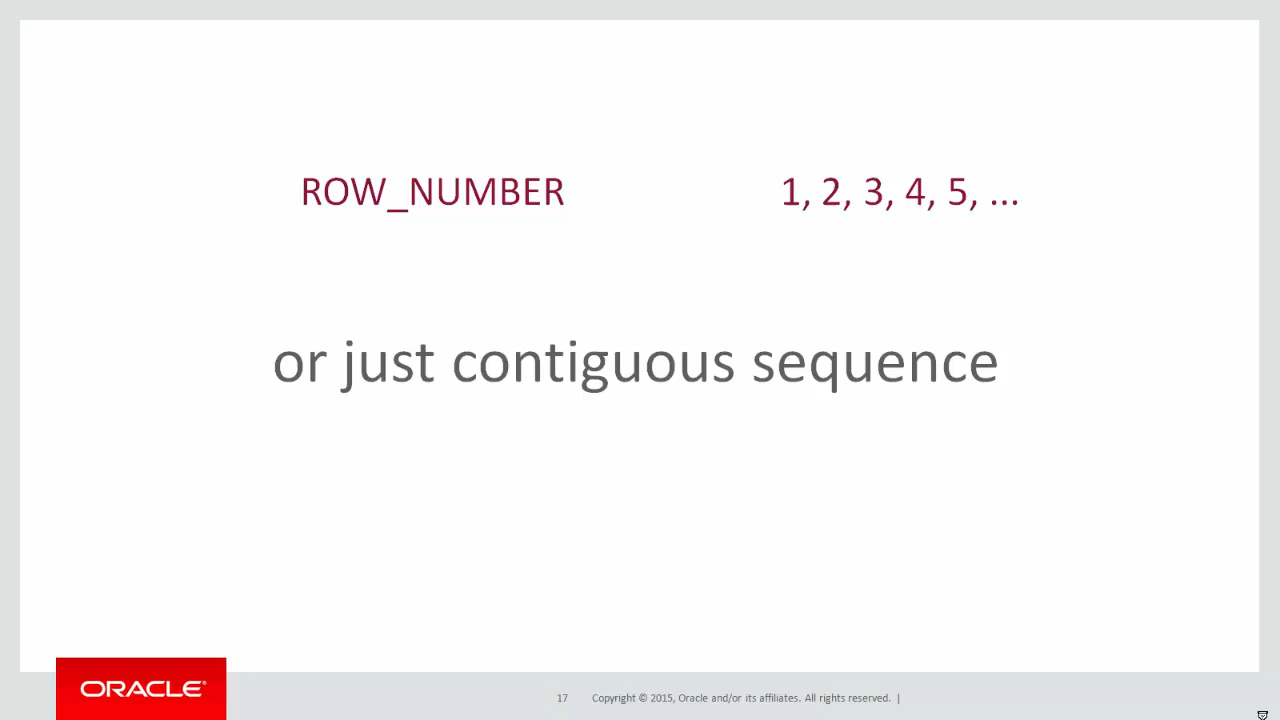 ROW_NUMBER 1, 2, 3, 4, 5, ...
or just contiguous sequence
ORACLE®
17 Copyright © 2015, Oracle and/or its affiliates. All rights reserved. |